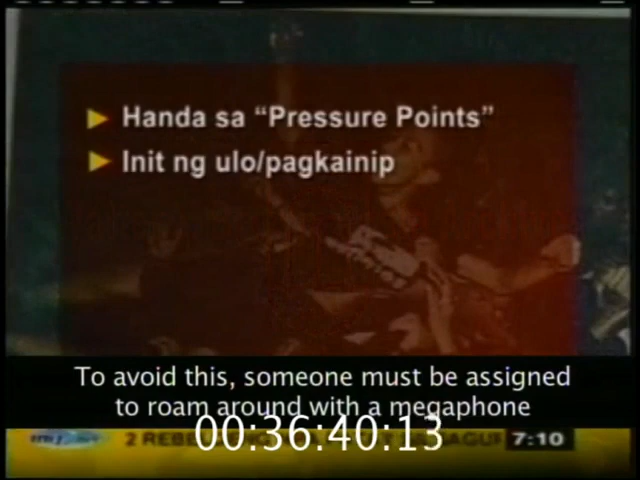 Handa sa “Pressure Points”
Init ng ulo/pagkainip
To avoid this, someone must be assigned
to roam around with a megaphone
00:36:40:13
7:10